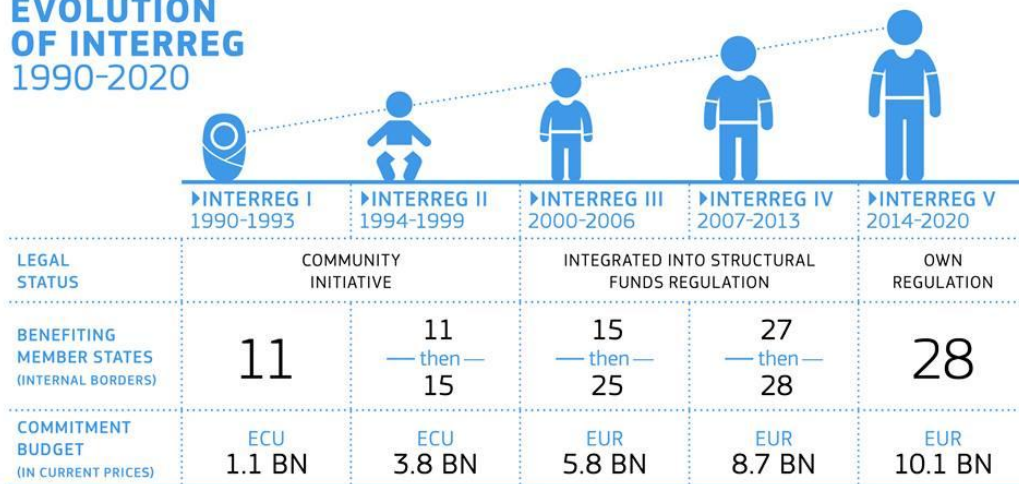 EVOLUTION
OF INTERREG
1990-2020
INTERREG I
1990-1993
INTERREG II
1994-1999
INTERREG III
2000-2006
INTERREG IV
2007-2013
INTERREG V
2014-2020
LEGAL
STATUS
COMMUNITY
INITIATIVE
INTEGRATED INTO STRUCTURAL
FUNDS REGULATION
OWN
REGULATION
BENEFITING
MEMBER STATES
(INTERNAL BORDERS)
11
11
then
15
15
then
25
27
then
28
28
COMMITMENT
BUDGET
(IN CURRENT PRICES)
ECU
1.1 BN
ECU
3.8 BN
EUR
5.8 BN
EUR
8.7 BN
EUR
10.1 BN